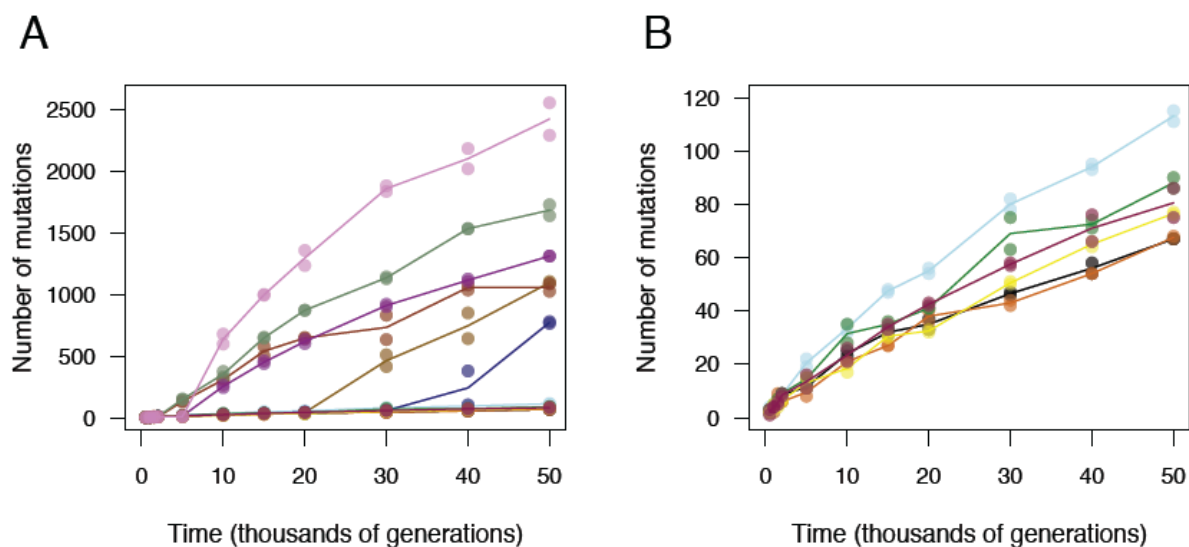 A
Number of mutations
2500
2000
1500
1000
500
0
0 10 20 30 40 50
Time (thousands of generations)
B
Number of mutations
120
100
80
60
40
20
0
0 10 20 30 40 50
Time (thousands of generations)